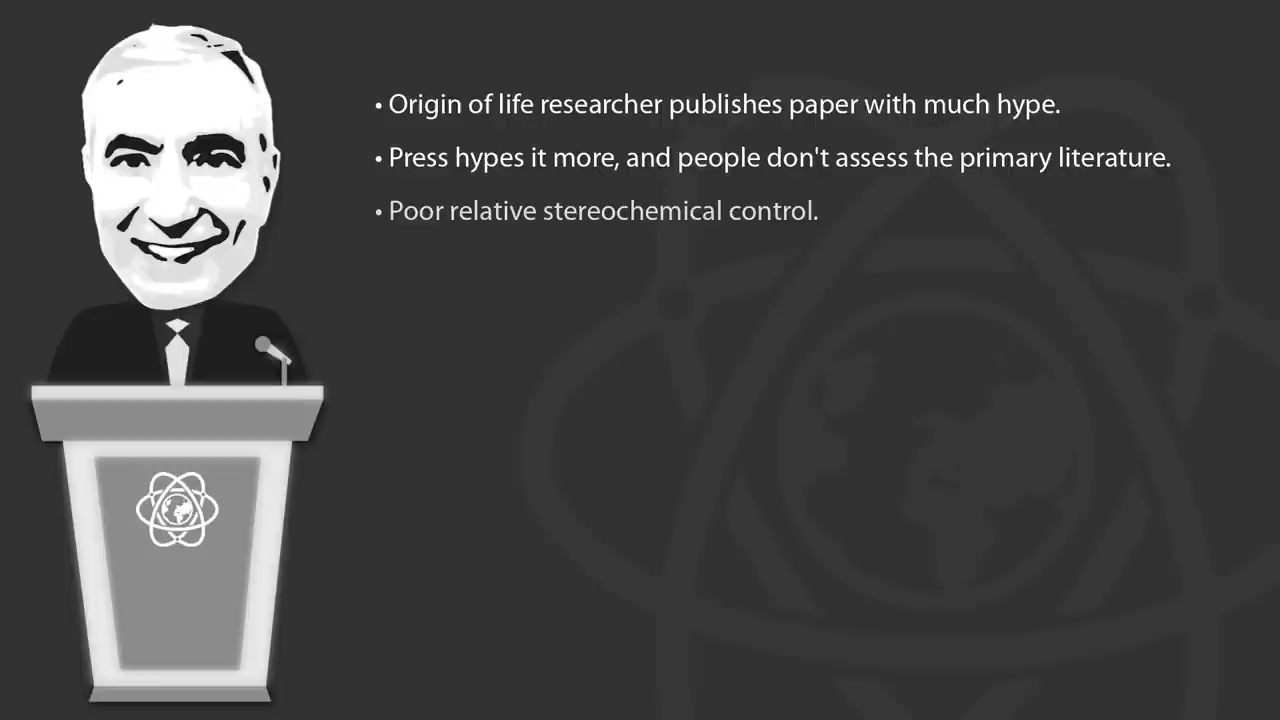 • Origin of life researcher publishes paper with much hype.
• Press hypes it more, and people don't assess the primary literature.
• Poor relative stereochemical control.